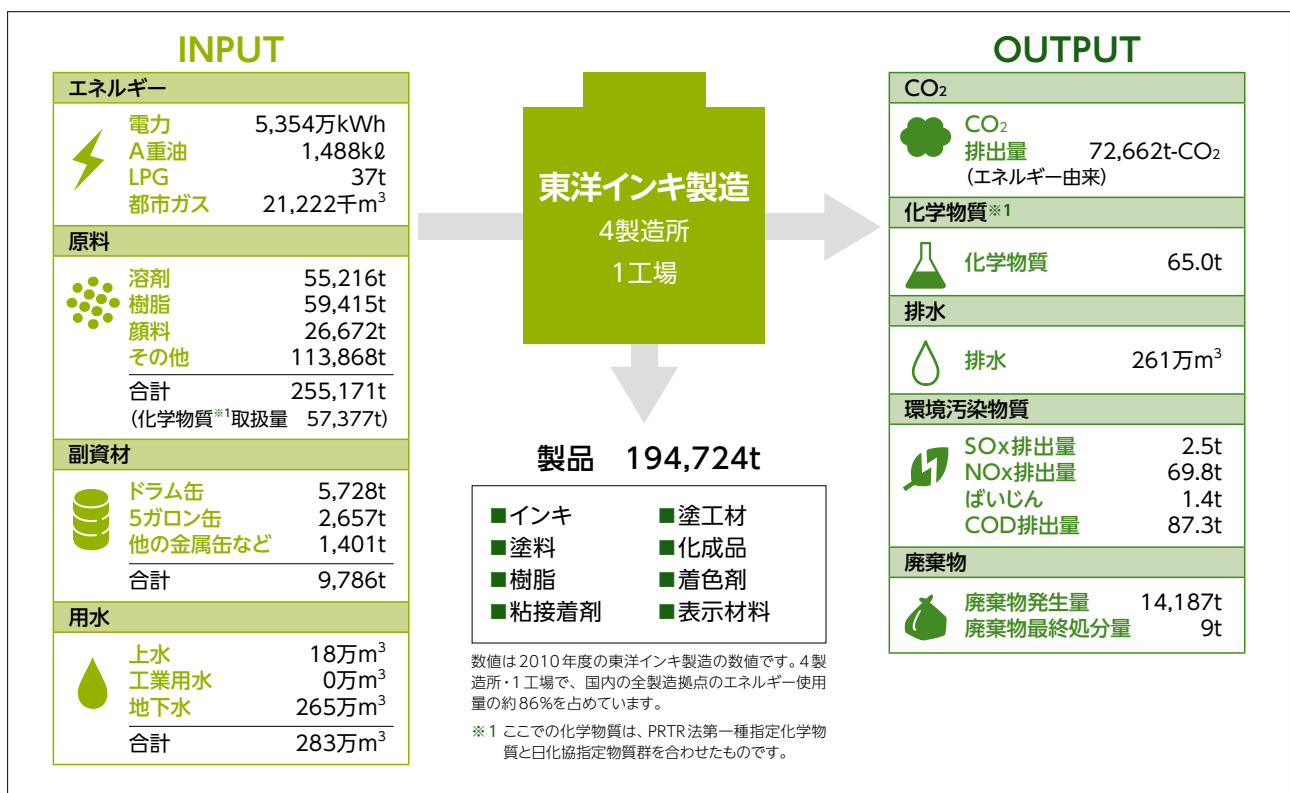 INPUT
エネルギー
電力 5,354万kWh
A重油 1,488kℓ
LPG 37t
都市ガス 21,222千m³
原料
溶剤 55,216t
樹脂 59,415t
顔料 26,672t
その他 113,868t
合計 255,171t
(化学物質※1取扱量 57,377t)
副資材
ドラム缶 5,728t
5ガロン缶 2,657t
他の金属缶など 1,401t
合計 9,786t
用水
上水 18万m³
工業用水 0万m³
地下水 265万m³
合計 283万m³
東洋インキ製造
4製造所
1工場
製品 194,724t
■インキ ■塗工材
■塗料 ■化成品
■樹脂 ■着色剤
■粘接着剤 ■表示材料
数値は2010年度の東洋インキ製造の数値です。4製
造所・1工場で、国内の全製造拠点のエネルギー使用
量の約86%を占めています。
※1 ここでの化学物質は、PRTR法第一種指定化学物
質と日化協指定物質群を合わせたものです。
OUTPUT
CO₂
CO₂
排出量 72,662t-CO₂
(エネルギー由来)
化学物質※1
化学物質 65.0t
排水
排水 261万m³
環境汚染物質
SOx排出量 2.5t
NOx排出量 69.8t
ばいじん 1.4t
COD排出量 87.3t
廃棄物
廃棄物発生量 14,187t
廃棄物最終処分量 9t